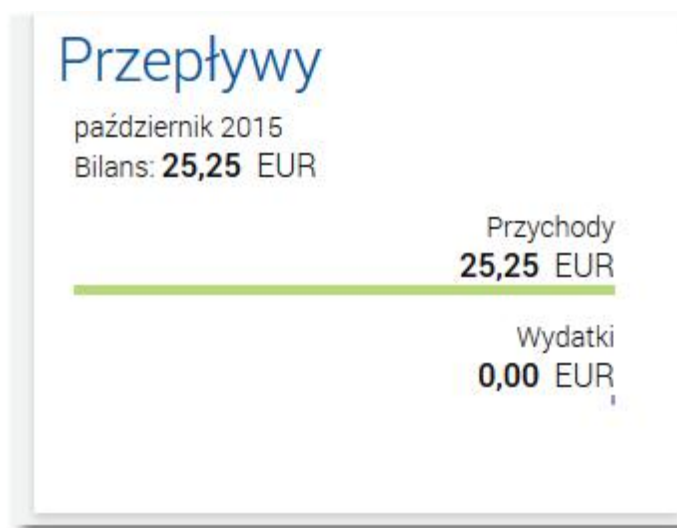 Przepływy
październik 2015
Bilans: 25,25 EUR
Przychody
25,25 EUR
Wydatki
0,00 EUR